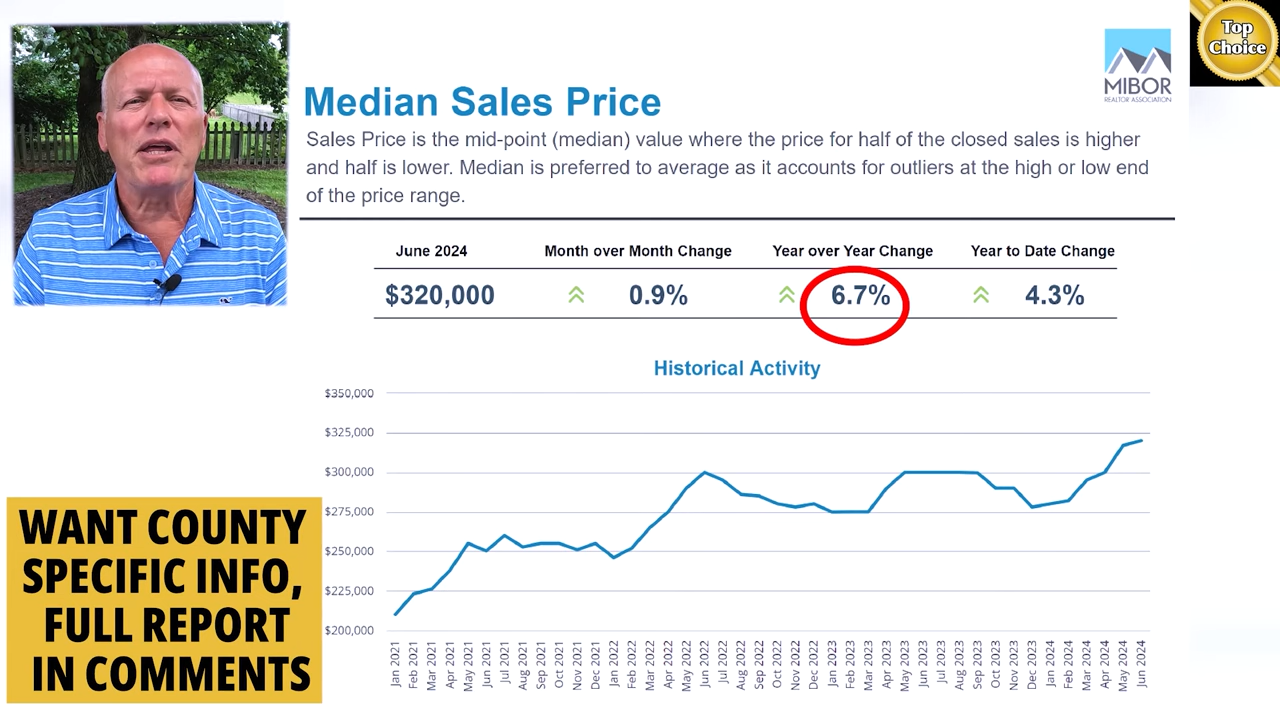 Top
Choice
MIBOR
REALTOR ASSOCIATION
Median Sales Price
Sales Price is the mid-point (median) value where the price for half of the closed sales is higher
and half is lower. Median is preferred to average as it accounts for outliers at the high or low end
of the price range.
June 2024 Month over Month Change Year over Year Change Year to Date Change
$320,000 0.9% 6.7% 4.3%
Historical Activity
$350,000
$325,000
$300,000
$275,000
$250,000
$225,000
$200,000
Jan 2021 Feb 2021 Mar 2021 Apr 2021 May 2021 Jun 2021 Jul 2021 Aug 2021 Sep 2021 Oct 2021 Nov 2021 Dec 2021 Jan 2022 Feb 2022 Mar 2022 Apr 2022 May 2022 Jun 2022 Jul 2022 Aug 2022 Sep 2022 Oct 2022 Nov 2022 Dec 2022 Jan 2023 Feb 2023 Mar 2023 Apr 2023 May 2023 Jun 2023 Jul 2023 Aug 2023 Sep 2023 Oct 2023 Nov 2023 Dec 2023 Jan 2024 Feb 2024 Mar 2024 Apr 2024 May 2024 Jun 2024
WANT COUNTY
SPECIFIC INFO,
FULL REPORT
IN COMMENTS